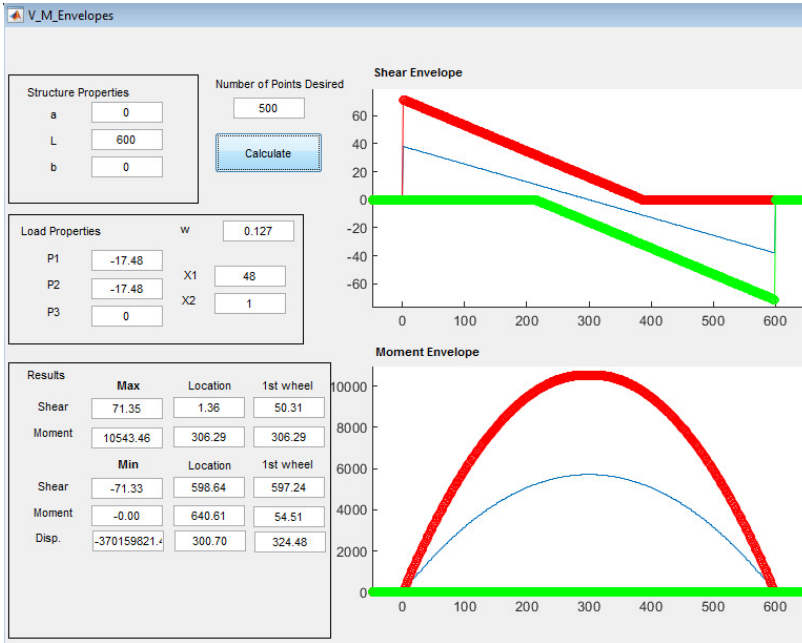 V_M_Envelopes
Structure Properties
a 0
L 600
b 0
Number of Points Desired
500
Calculate
Load Properties
w 0.127
P1 -17.48
P2 -17.48
P3 0
X1 48
X2 1
Results
Max Location 1st wheel
Shear 71.35 1.36 50.31
Moment 10543.46 306.29 306.29
Min Location 1st wheel
Shear -71.33 598.64 597.24
Moment -0.00 640.61 54.51
Disp. -370159821.4 300.70 324.48
Shear Envelope
60
40
20
0
-20
-40
-60
0 100 200 300 400 500 600
Moment Envelope
10000
8000
6000
4000
2000
0
0 100 200 300 400 500 600